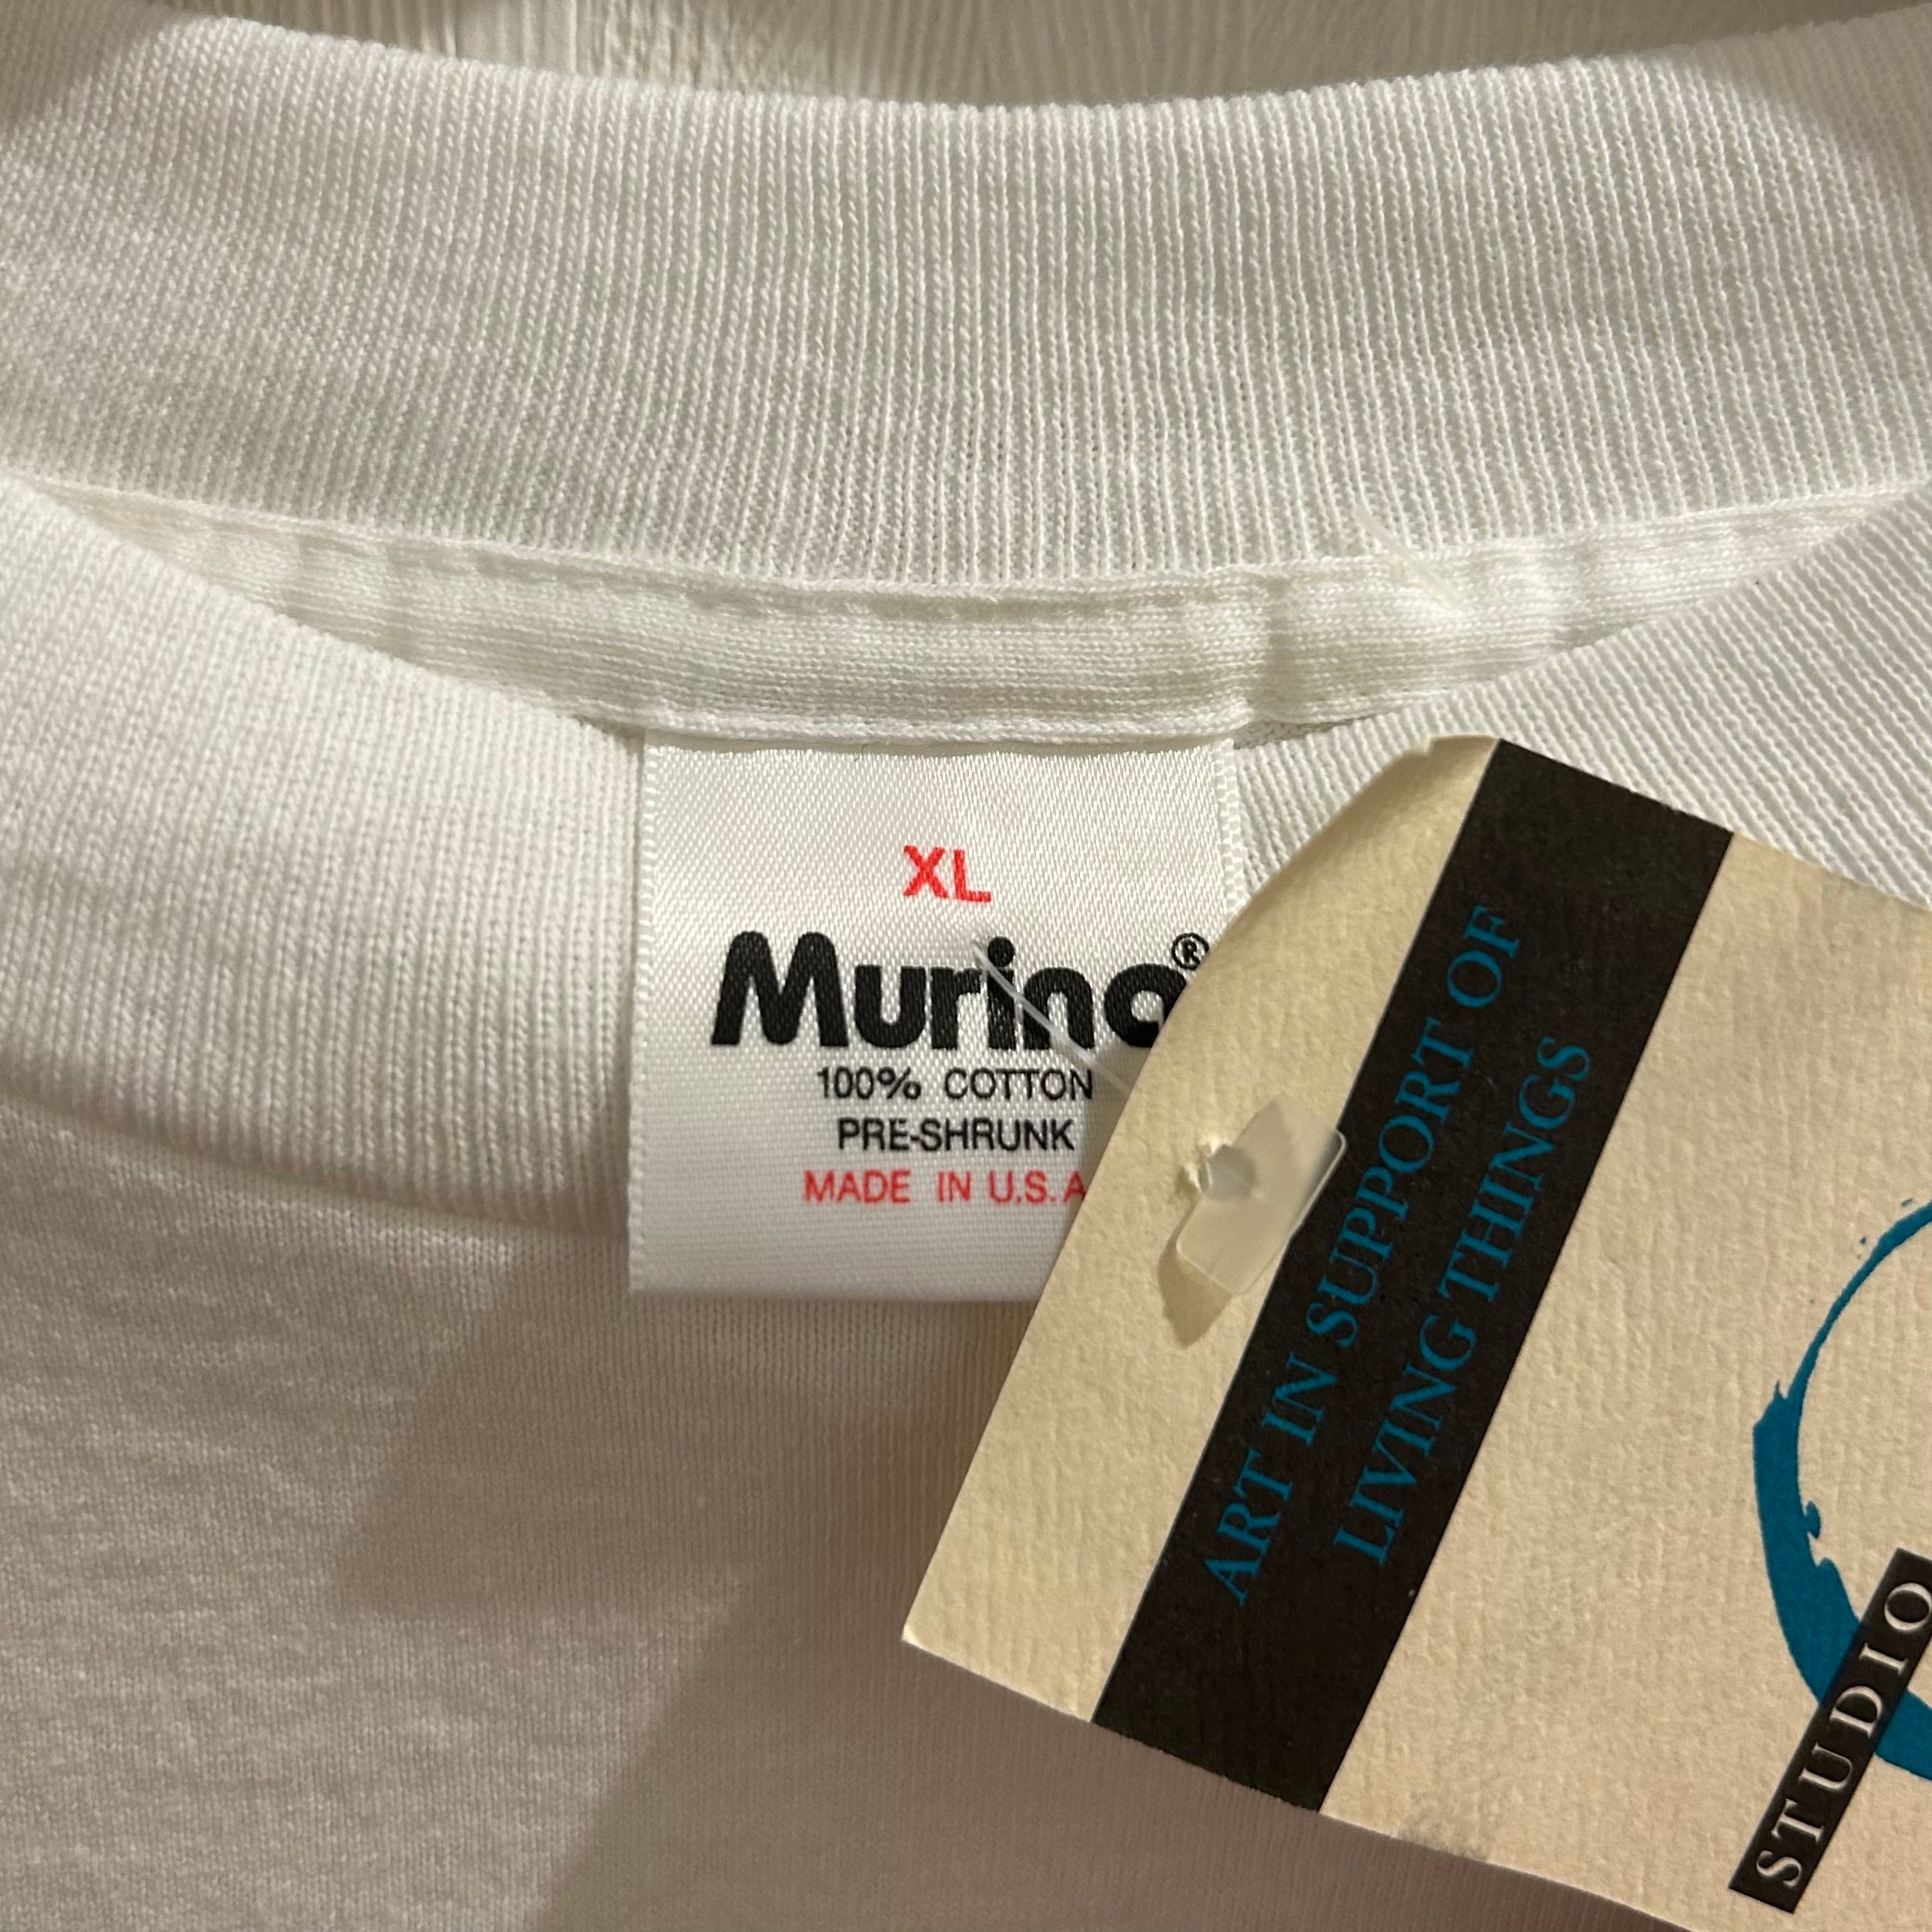 XL
Murina®
100% COTTON
PRE-SHRUNK
MADE IN U.S.A
ART IN SUPPORT OF
LIVING THINGS
STUDIO